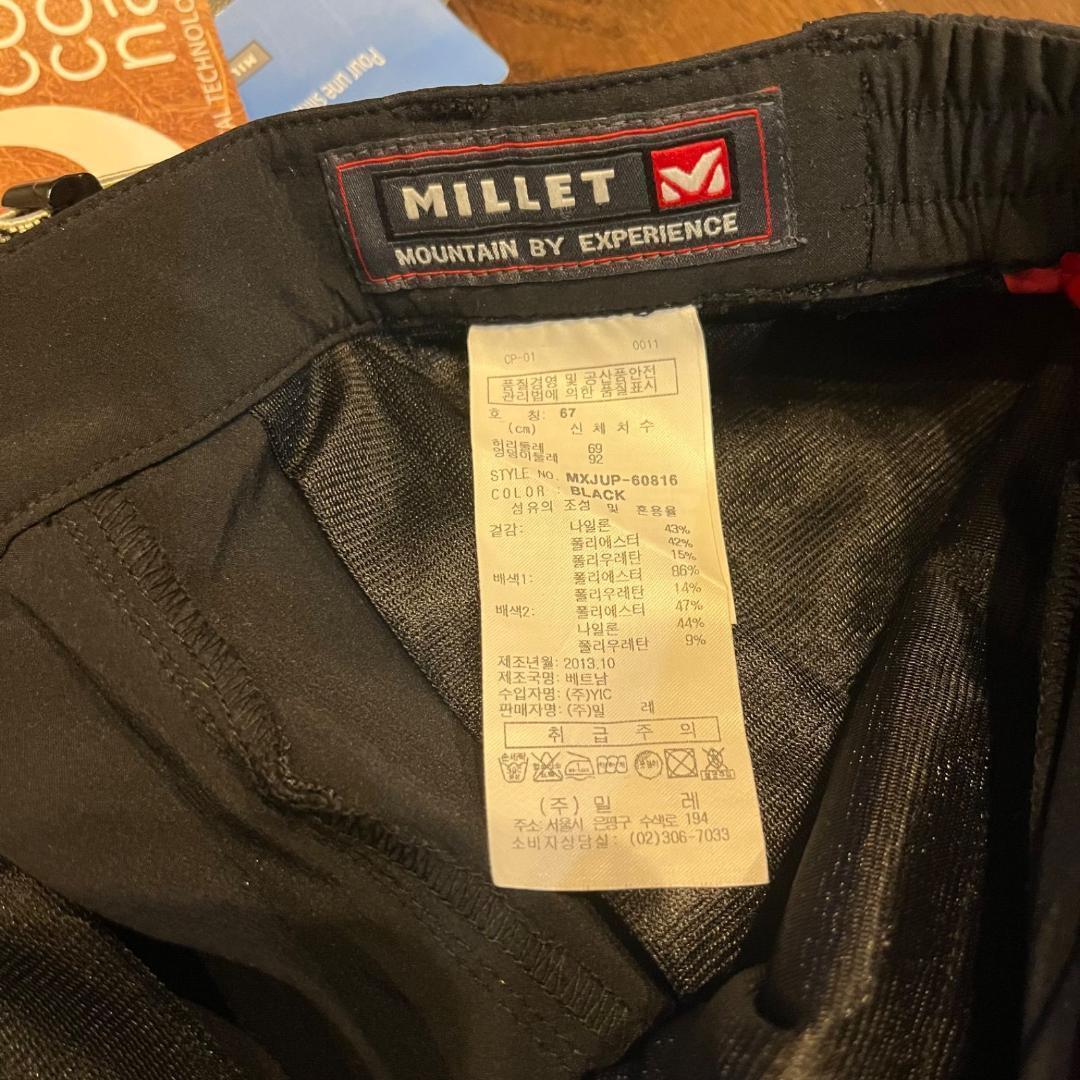 AL TECHNOLO
Pour une
MILLET
MOUNTAIN BY EXPERIENCE
CP-01 0011
품질경영 및 공산품안전
관리법에 의한 품질표시
호 칭: 67
(cm) 신 체 치 수
허리둘레 69
엉덩이둘레 92
STYLE NO. MXJUP-60816
COLOR : BLACK
섬유의 조성 및 혼용율
겉감: 나일론 43%
폴리에스터 42%
폴리우레탄 15%
배색1: 폴리에스터 86%
폴리우레탄 14%
배색2: 폴리에스터 47%
나일론 44%
폴리우레탄 9%
제조년월: 2013.10
제조국명: 베트남
수입자명: (주)YIC
판매자명: (주)밀 레
취 급 주 의
손세탁
(주) 밀 레
주소: 서울시 은평구 수색로 194
소비자상담실: (02)306-7033